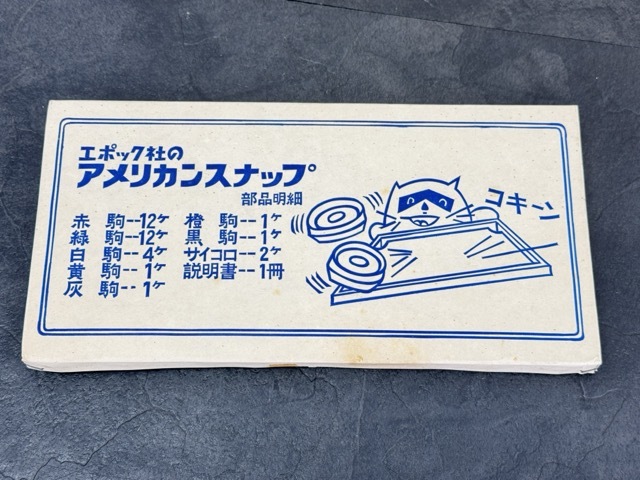 エポック社の
アメリカンスナップ
部品明細
赤 駒--12ケ
緑 駒--12ケ
白 駒-- 4ケ
黄 駒-- 1ケ
灰 駒-- 1ケ
橙 駒-- 1ケ
黒 駒-- 1ケ
サイコロ-- 2ケ
説明書-- 1冊
コキーン